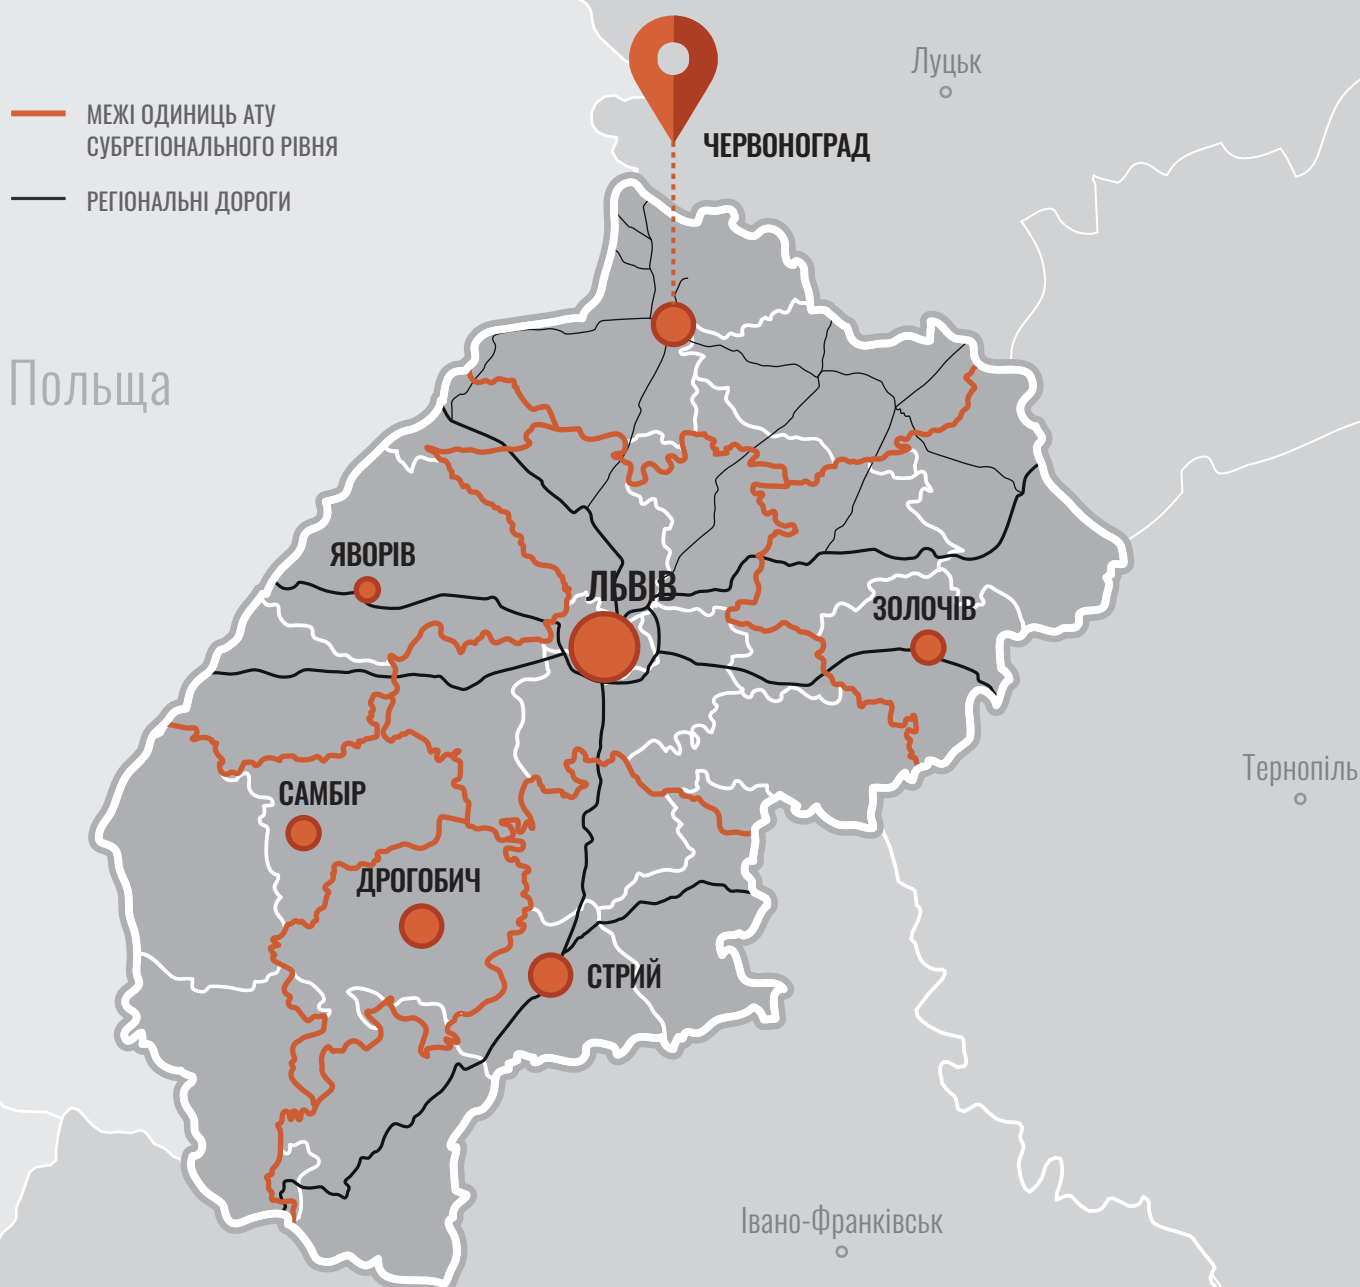 Луцьк
МЕЖІ ОДИНИЦЬ АТУ
СУБРЕГІОНАЛЬНОГО РІВНЯ
ЧЕРВОНОГРАД
РЕГІОНАЛЬНІ ДОРОГИ
Польща
ЯВОРІВ
ЛЬВІВ
ЗОЛОЧІВ
Тернопіль
САМБІР
ДРОГОБИЧ
СТРИЙ
Івано-Франківськ